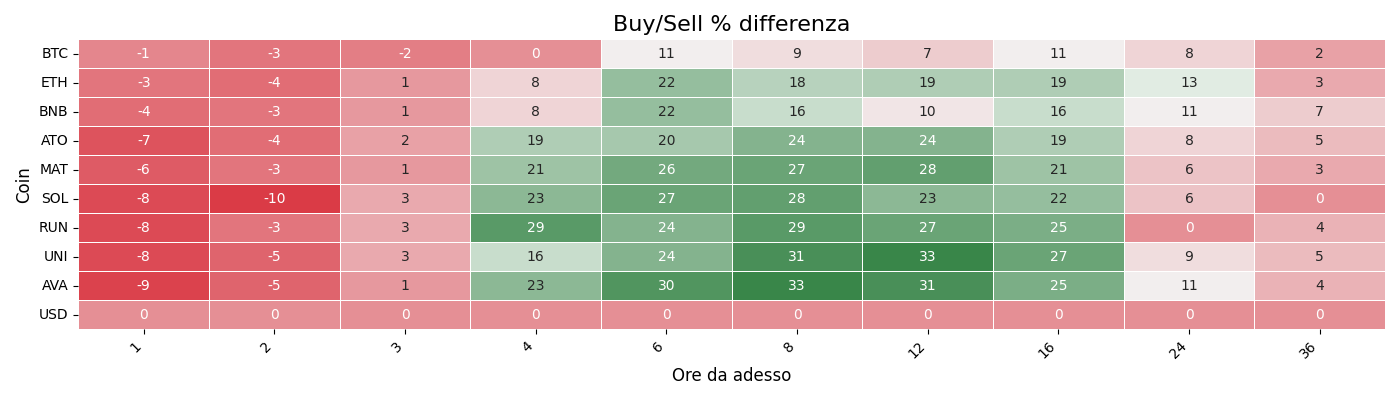 Buy/Sell % differenza
Coin
BTC -1 -3 -2 0 11 9 7 11 8 2
ETH -3 -4 1 8 22 18 19 19 13 3
BNB -4 -3 1 8 22 16 10 16 11 7
ATO -7 -4 2 19 20 24 24 19 8 5
MAT -6 -3 1 21 26 27 28 21 6 3
SOL -8 -10 3 23 27 28 23 22 6 0
RUN -8 -3 3 29 24 29 27 25 0 4
UNI -8 -5 3 16 24 31 33 27 9 5
AVA -9 -5 1 23 30 33 31 25 11 4
USD 0 0 0 0 0 0 0 0 0 0
1 2 3 4 6 8 12 16 24 36
Ore da adesso